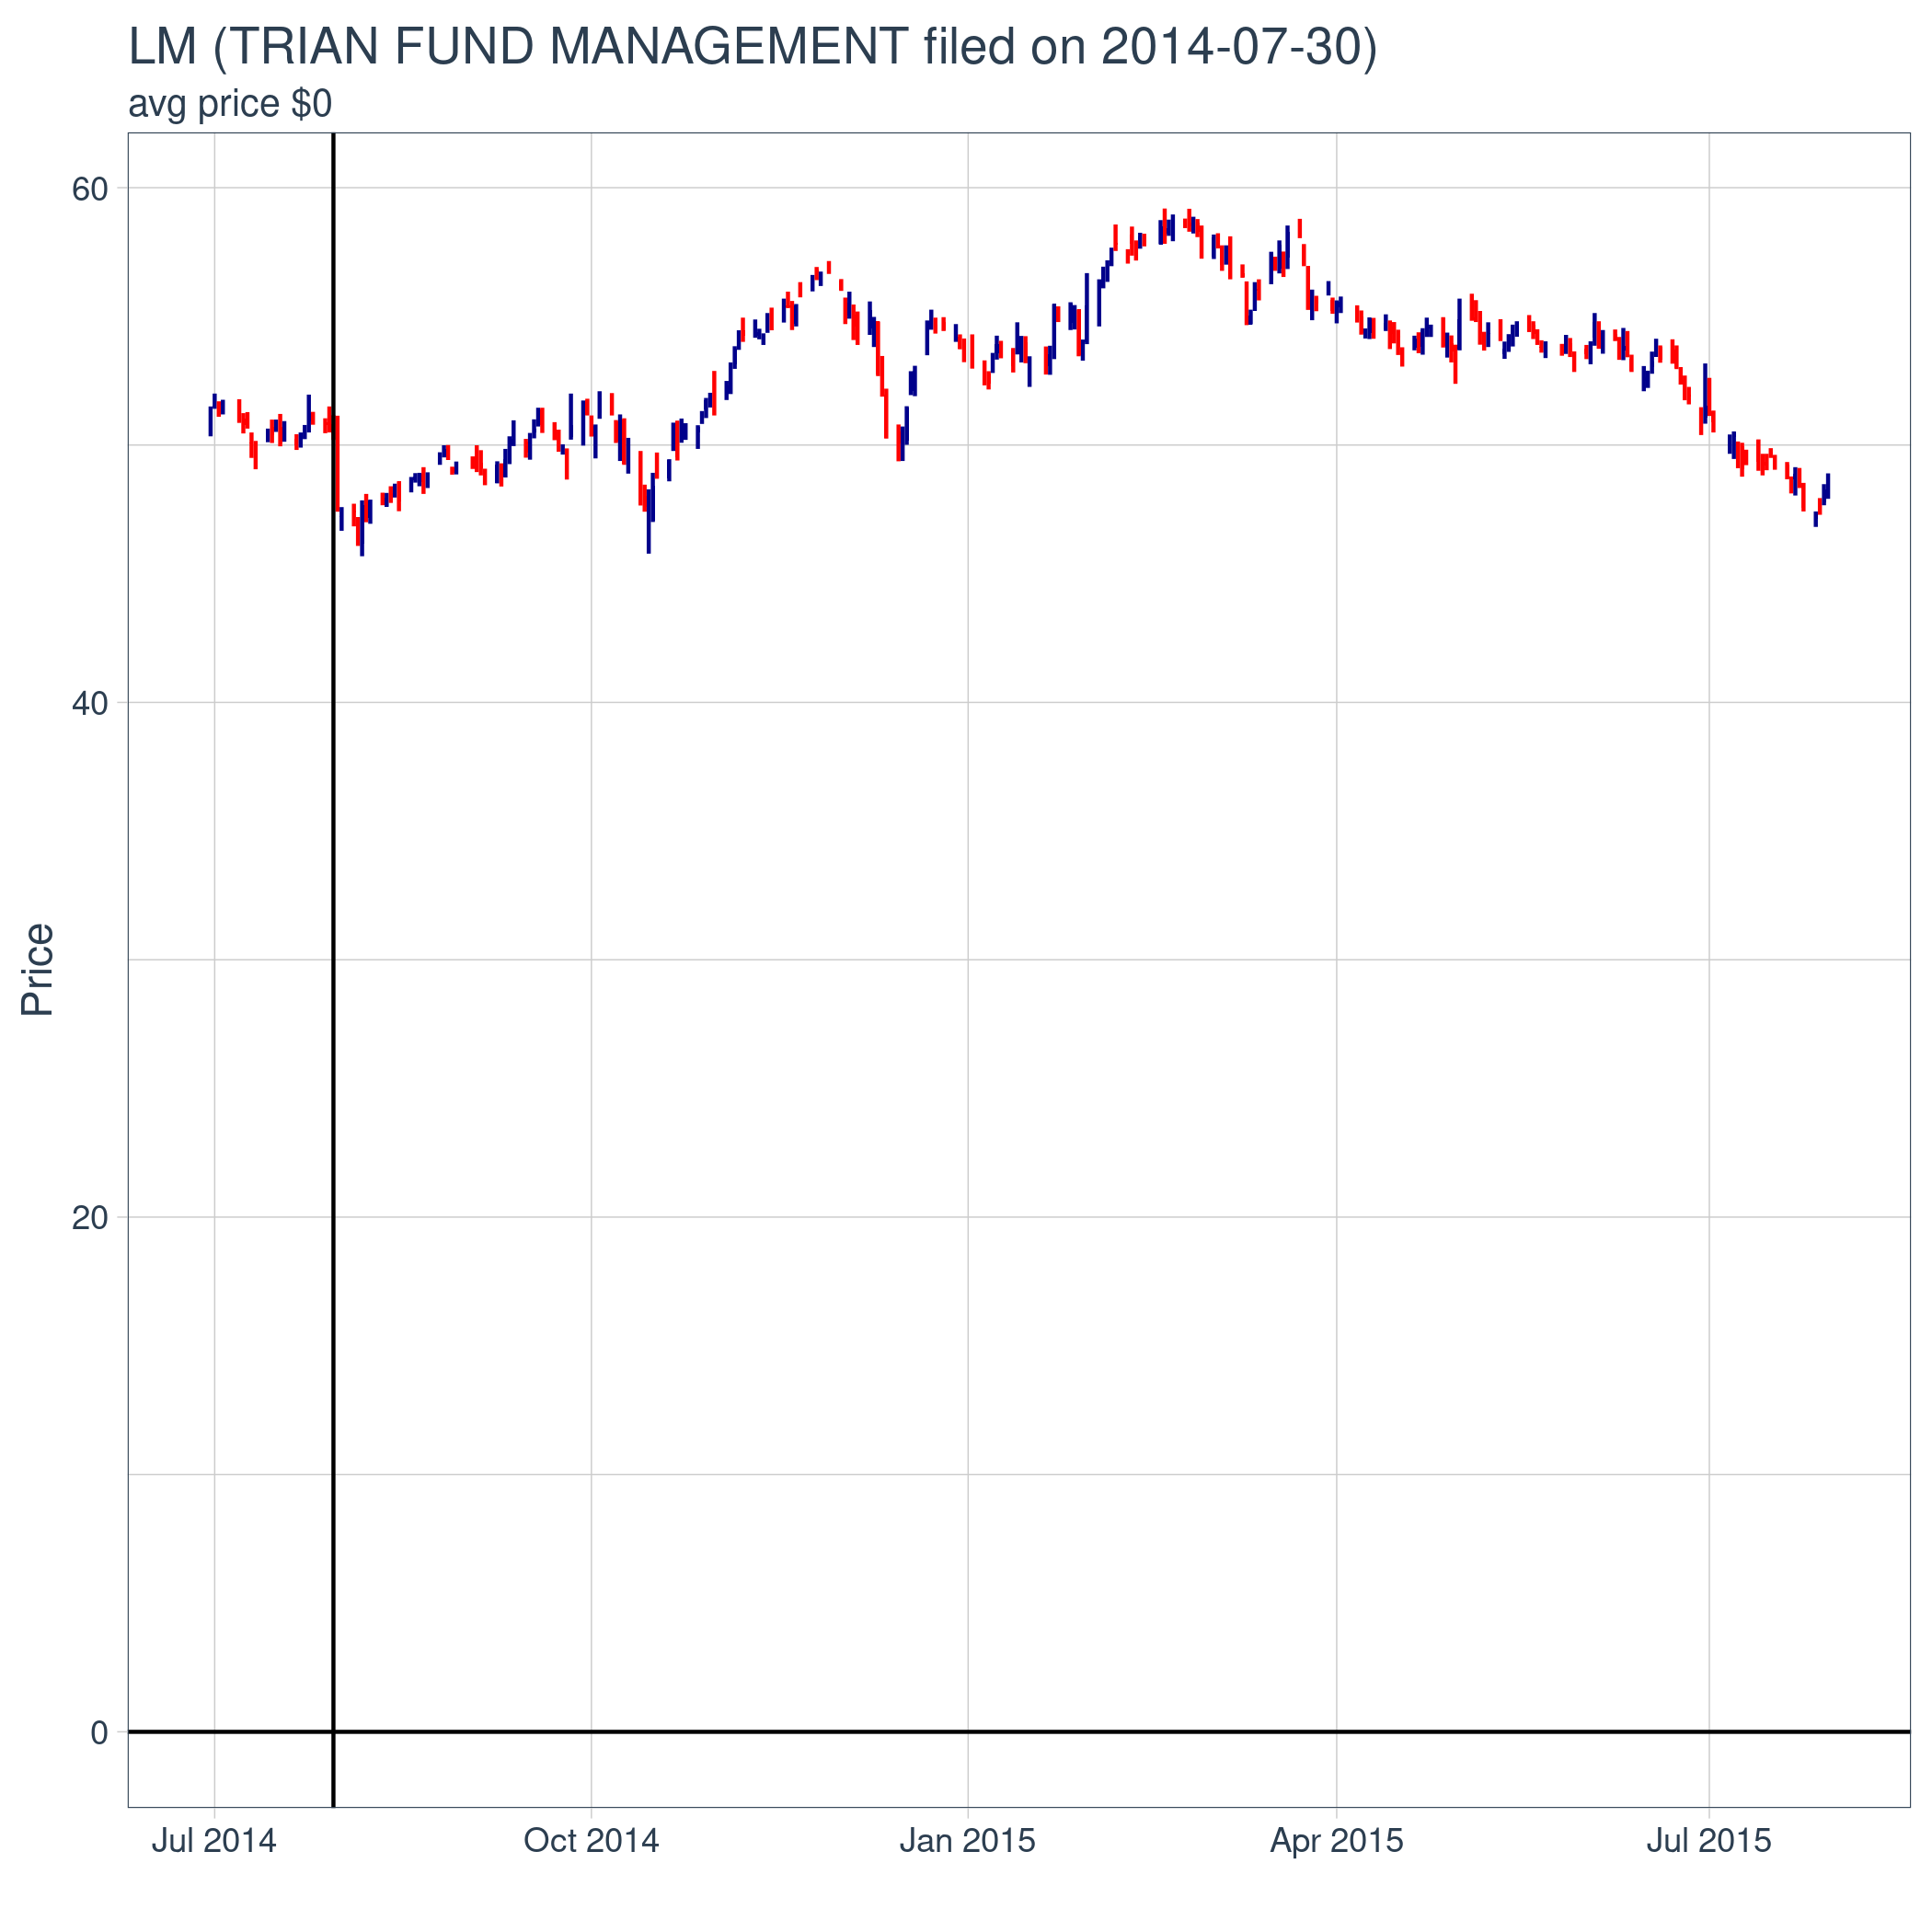 LM (TRIAN FUND MANAGEMENT filed on 2014-07-30)
avg price $0
60
40
20
0
Price
Jul 2014 Oct 2014 Jan 2015 Apr 2015 Jul 2015